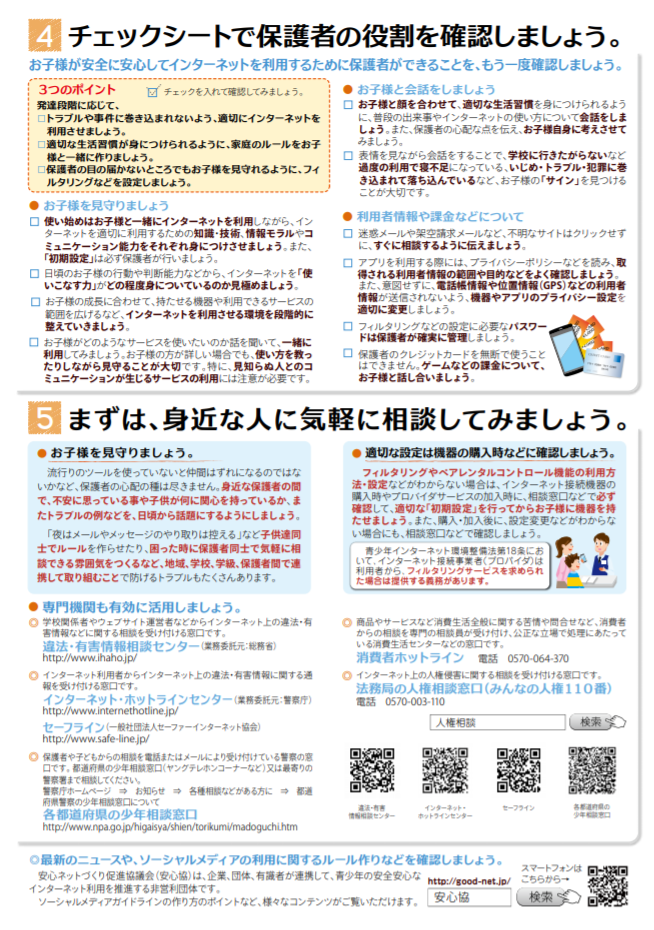 4 チェックシートで保護者の役割を確認しましょう。
お子様が安全に安心してインターネットを利用するために保護者ができることを、もう一度確認しましょう。
3つのポイント
チェックを入れて確認してみましょう。
発達段階に応じて、
□トラブルや事件に巻き込まれないよう、適切にインターネットを
利用させましょう。
□適切な生活習慣が身につけられるように、家庭のルールをお子
様と一緒に作りましょう。
□保護者の目の届かないところでもお子様を見守るように、フィ
ルタリングなどを設定しましょう。
● お子様を見守りましょう
□ 使い始めはお子様と一緒にインターネットを利用しながら、イン
ターネットを適切に利用するための知識・技術、情報モラルやコ
ミュニケーション能力をそれぞれ身につけさせましょう。また、
「初期設定」は必ず保護者が行いましょう。
□ 日頃のお子様の行動や判断能力などから、インターネットを「使
いこなす力」がどの程度身についているのか見極めましょう。
□ お子様の成長に合わせて、持たせる機器や利用できるサービスの
範囲を広げるなど、インターネットを利用させる環境を段階的に
整えていきましょう。
□ お子様がどのようなサービスを使いたいのか話を聞いて、一緒に
利用してみましょう。お子様の方が詳しい場合でも、使い方を教っ
たりしながら見守ることが大切です。特に、見知らぬ人とのコ
ミュニケーションが生じるサービスの利用には注意が必要です。
● お子様と会話をしましょう
□ お子様と顔を合わせて、適切な生活習慣を身につけられるよう
に、普段の出来事やインターネットの使い方について会話をしま
しょう。また、保護者の心配な点を伝え、お子様自身に考えさせて
みましょう。
□ 表情を見ながら会話をすることで、学校に行きたがらないなど
過度の利用で寝不足になっている、いじめ・トラブル・犯罪に巻
き込まれて落ち込んでいるなど、お子様の「サイン」を見つける
ことが大切です。
● 利用者情報や課金などについて
□ 迷惑メールや架空請求メールなど、不明なサイトはクリックせず
に、すぐに相談するように伝えましょう。
□ アプリを利用する際には、プライバシーポリシーなどを読み、取
得される利用者情報の範囲や目的などをよく確認しましょう。
また、意図せずに、電話帳情報や位置情報（GPS）などの利用者
情報が送信されないよう、機器やアプリのプライバシー設定を
適切に変更しましょう。
□ フィルタリングなどの設定に必要なパスワー
ドは保護者が確実に管理しましょう。
□ 保護者のクレジットカードを無断で使うこと
はできません。ゲームなどの課金について、
お子様と話し合いましょう。
5 まずは、身近な人に気軽に相談してみましょう。
● お子様を見守りましょう。
流行りのツールを使っていないと仲間はずれになるのではな
いかなど、保護者の心配の種は尽きません。身近な保護者の間
で、不安に思っている事や子供が何に関心を持っているか、ま
たトラブルの例などを、日頃から話題にするようにしましょう。
「夜はメールやメッセージのやり取りは控える」など子供達同
士でルールを作らせたり、困った時に保護者同士で気軽に相
談できる雰囲気をつくるなど、地域、学校、学級、保護者間で連
携して取り組むことで防げるトラブルもたくさんあります。
● 適切な設定は機器の購入時などに確認しましょう。
フィルタリングやペアレンタルコントロール機能の利用方
法・設定などがわからない場合は、インターネット接続機器の
購入時やプロバイダサービスの加入時に、相談窓口などで必ず
確認して、適切な「初期設定」を行ってからお子様に機器を持
たせましょう。また、購入・加入後に、設定変更などがわからな
い場合にも、相談窓口などで確認しましょう。
青少年インターネット環境整備法第18条にお
いて、インターネット接続事業者（プロバイダ）は
利用者から、フィルタリングサービスを求められ
た場合は提供する義務があります。
● 専門機関も有効に活用しましょう。
◎ 学校関係者やウェブサイト運営者などからインターネット上の違法・有
害情報などに関する相談を受け付ける窓口です。
違法・有害情報相談センター（業務委託元：総務省）
http://www.ihaho.jp/
◎ インターネット利用者からインターネット上の違法・有害情報に関する通
報を受け付ける窓口です。
インターネット・ホットラインセンター（業務委託元：警察庁）
http://www.internethotline.jp/
セーフライン（一般社団法人セーファーインターネット協会）
http://www.safe-line.jp/
◎ 保護者や子どもからの相談を電話またはメールにより受け付けている警察の窓
口です。都道府県の少年相談窓口（ヤングテレホンコーナーなど）又は最寄りの
警察署まで相談してください。
警察庁ホームページ ⇒ お知らせ ⇒ 各種相談などがある方に ⇒ 都道
府県警察の少年相談窓口について
各都道府県の少年相談窓口
http://www.npa.go.jp/higaisya/shien/torikumi/madoguchi.htm
◎ 商品やサービスなど消費生活全般に関する苦情や問合せなど、消費者
からの相談を専門の相談員が受け付け、公正な立場で処理にあたって
いる消費生活センターなどの窓口です。
消費者ホットライン 電話 0570-064-370
◎ インターネット上の人権侵害に関する相談を受け付ける窓口です。
法務局の人権相談窓口（みんなの人権110番）
電話 0570-003-110
人権相談 検索
違法・有害
情報相談センター
インターネット・
ホットラインセンター
セーフライン
各都道府県の
少年相談窓口
◎最新のニュースや、ソーシャルメディアの利用に関するルール作りなどを確認しましょう。
安心ネットづくり促進協議会（安心協）は、企業、団体、有識者が連携して、青少年の安全安心な
インターネット利用を推進する非営利団体です。
ソーシャルメディアガイドラインの作り方のポイントなど、様々なコンテンツがご覧いただけます。
http://good-net.jp/
安心協 検索
スマートフォンは
こちらから→